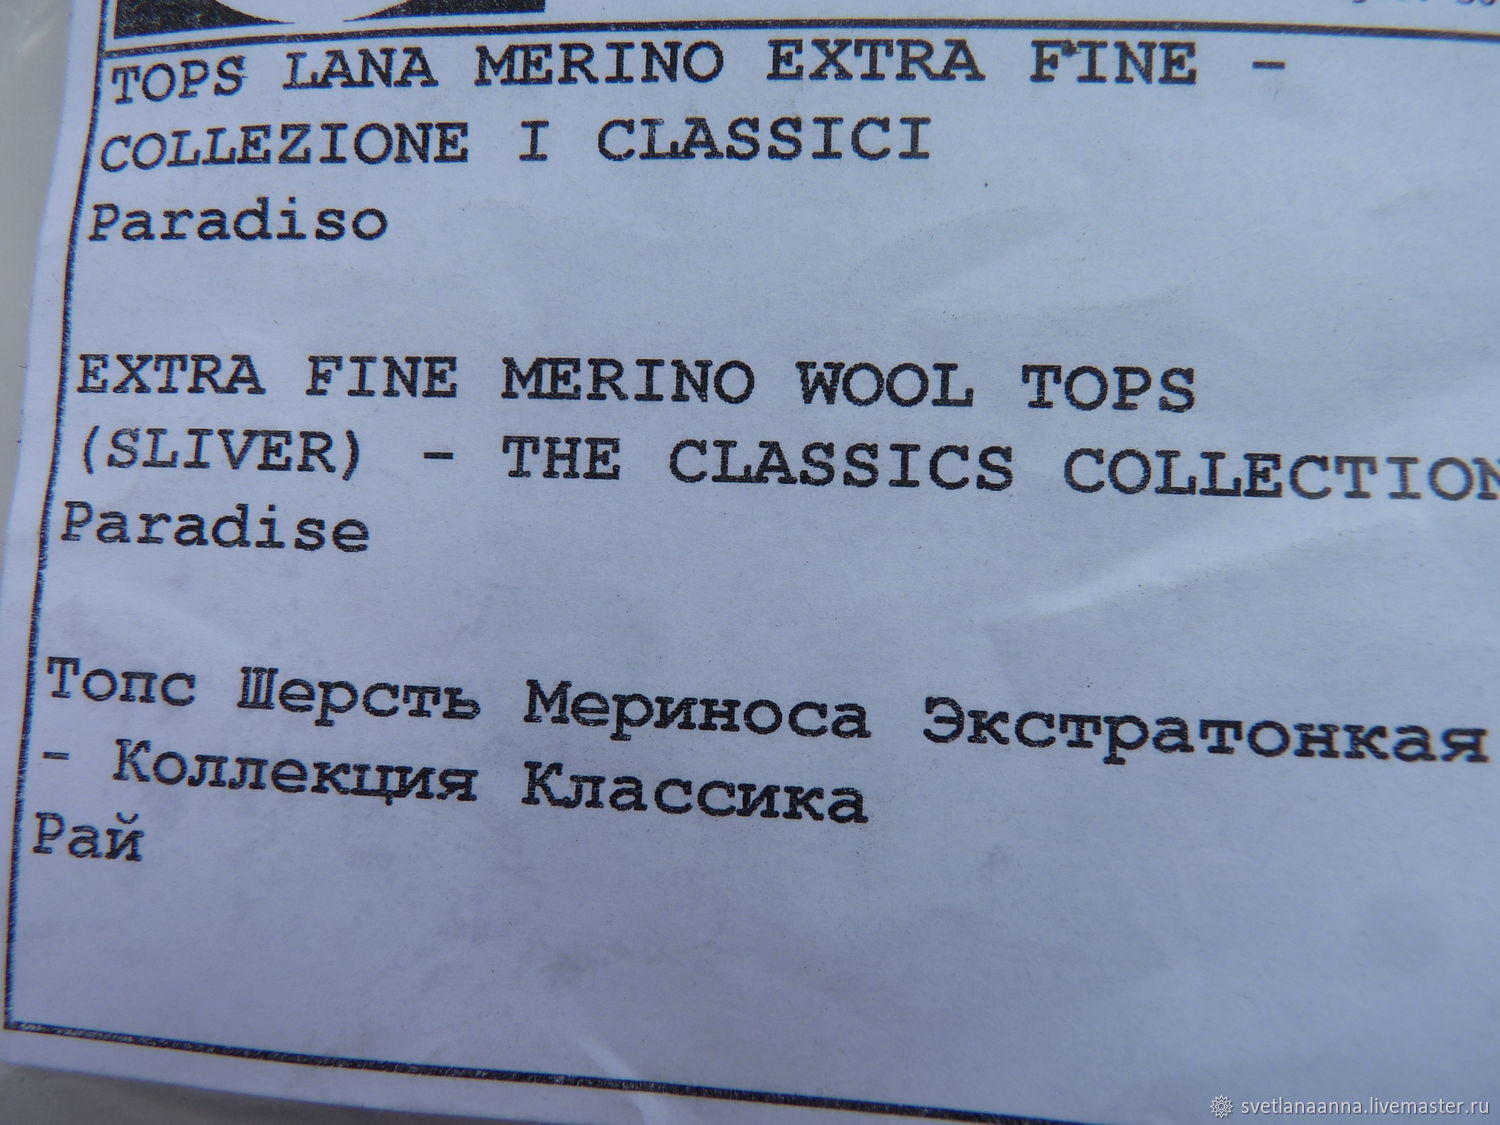 TOPS LANA MERINO EXTRA FINE -
COLLEZIONE I CLASSICI
Paradiso
EXTRA FINE MERINO WOOL TOPS
(SLIVER) - THE CLASSICS COLLECTION
Paradise
Топс Шерсть Мериноса Экстратонкая
- Коллекция Классика
Рай
svetlanaanna.livemaster.ru